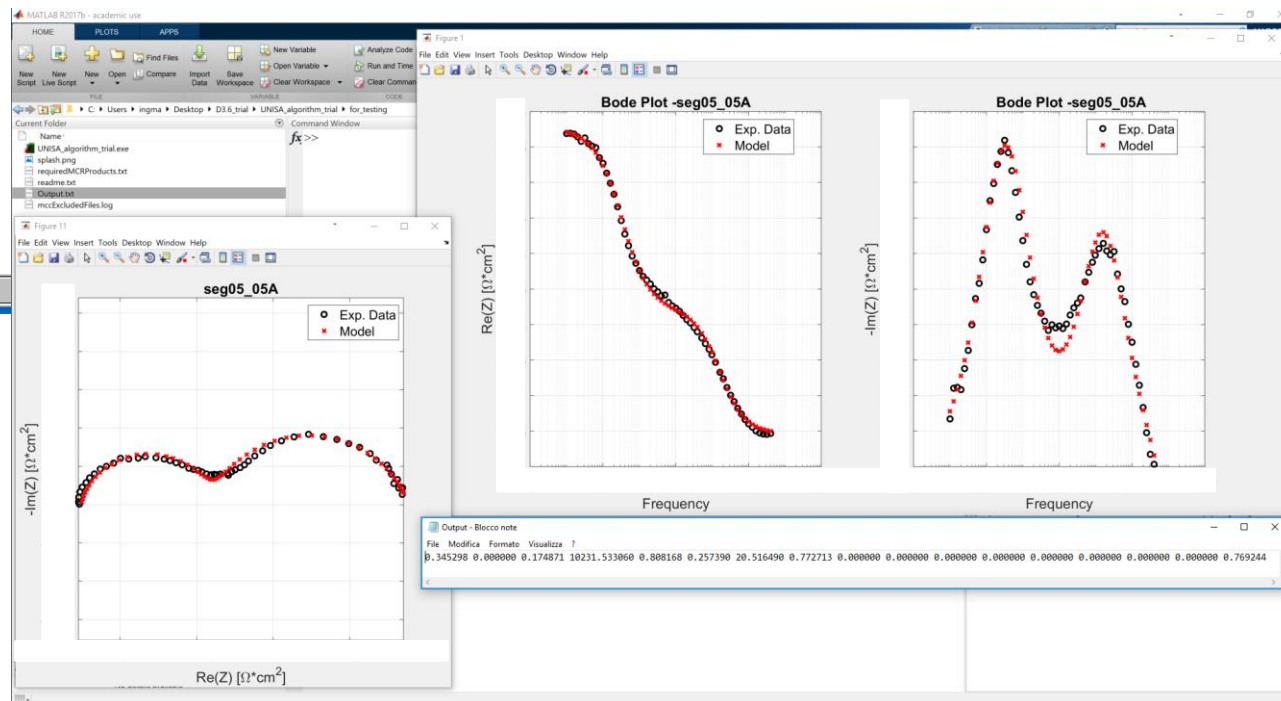 MATLAB R2017b - academic use
HOME PLOTS APPS
New Script
New Live Script
New
Open
Find Files
Compare
Import Data
Save Workspace
New Variable
Open Variable
Clear Workspace
Analyze Code
Run and Time
Clear Comman
FILE VARIABLE CODE
C: Users ingma Desktop D3.6_trial UNISA_algorithm_trial for_testing
Current Folder
Name
UNISA_algorithm_trial.exe
splash.png
requiredMCRProducts.txt
readme.txt
Output.txt
mccExcludedFiles.log
Command Window
fx >>
Figure 1
File Edit View Insert Tools Desktop Window Help
Bode Plot -seg05_05A
Exp. Data
Model
Re(Z) [Ω*cm²]
Frequency
Bode Plot -seg05_05A
Exp. Data
Model
-Im(Z) [Ω*cm²]
Frequency
Figure 11
File Edit View Insert Tools Desktop Window Help
seg05_05A
Exp. Data
Model
-Im(Z) [Ω*cm²]
Re(Z) [Ω*cm²]
Output - Blocco note
File Modifica Formato Visualizza ?
0.345298 0.000000 0.174871 10231.533060 0.808168 0.257390 20.516490 0.772713 0.000000 0.000000 0.000000 0.000000 0.000000 0.000000 0.000000 0.769244